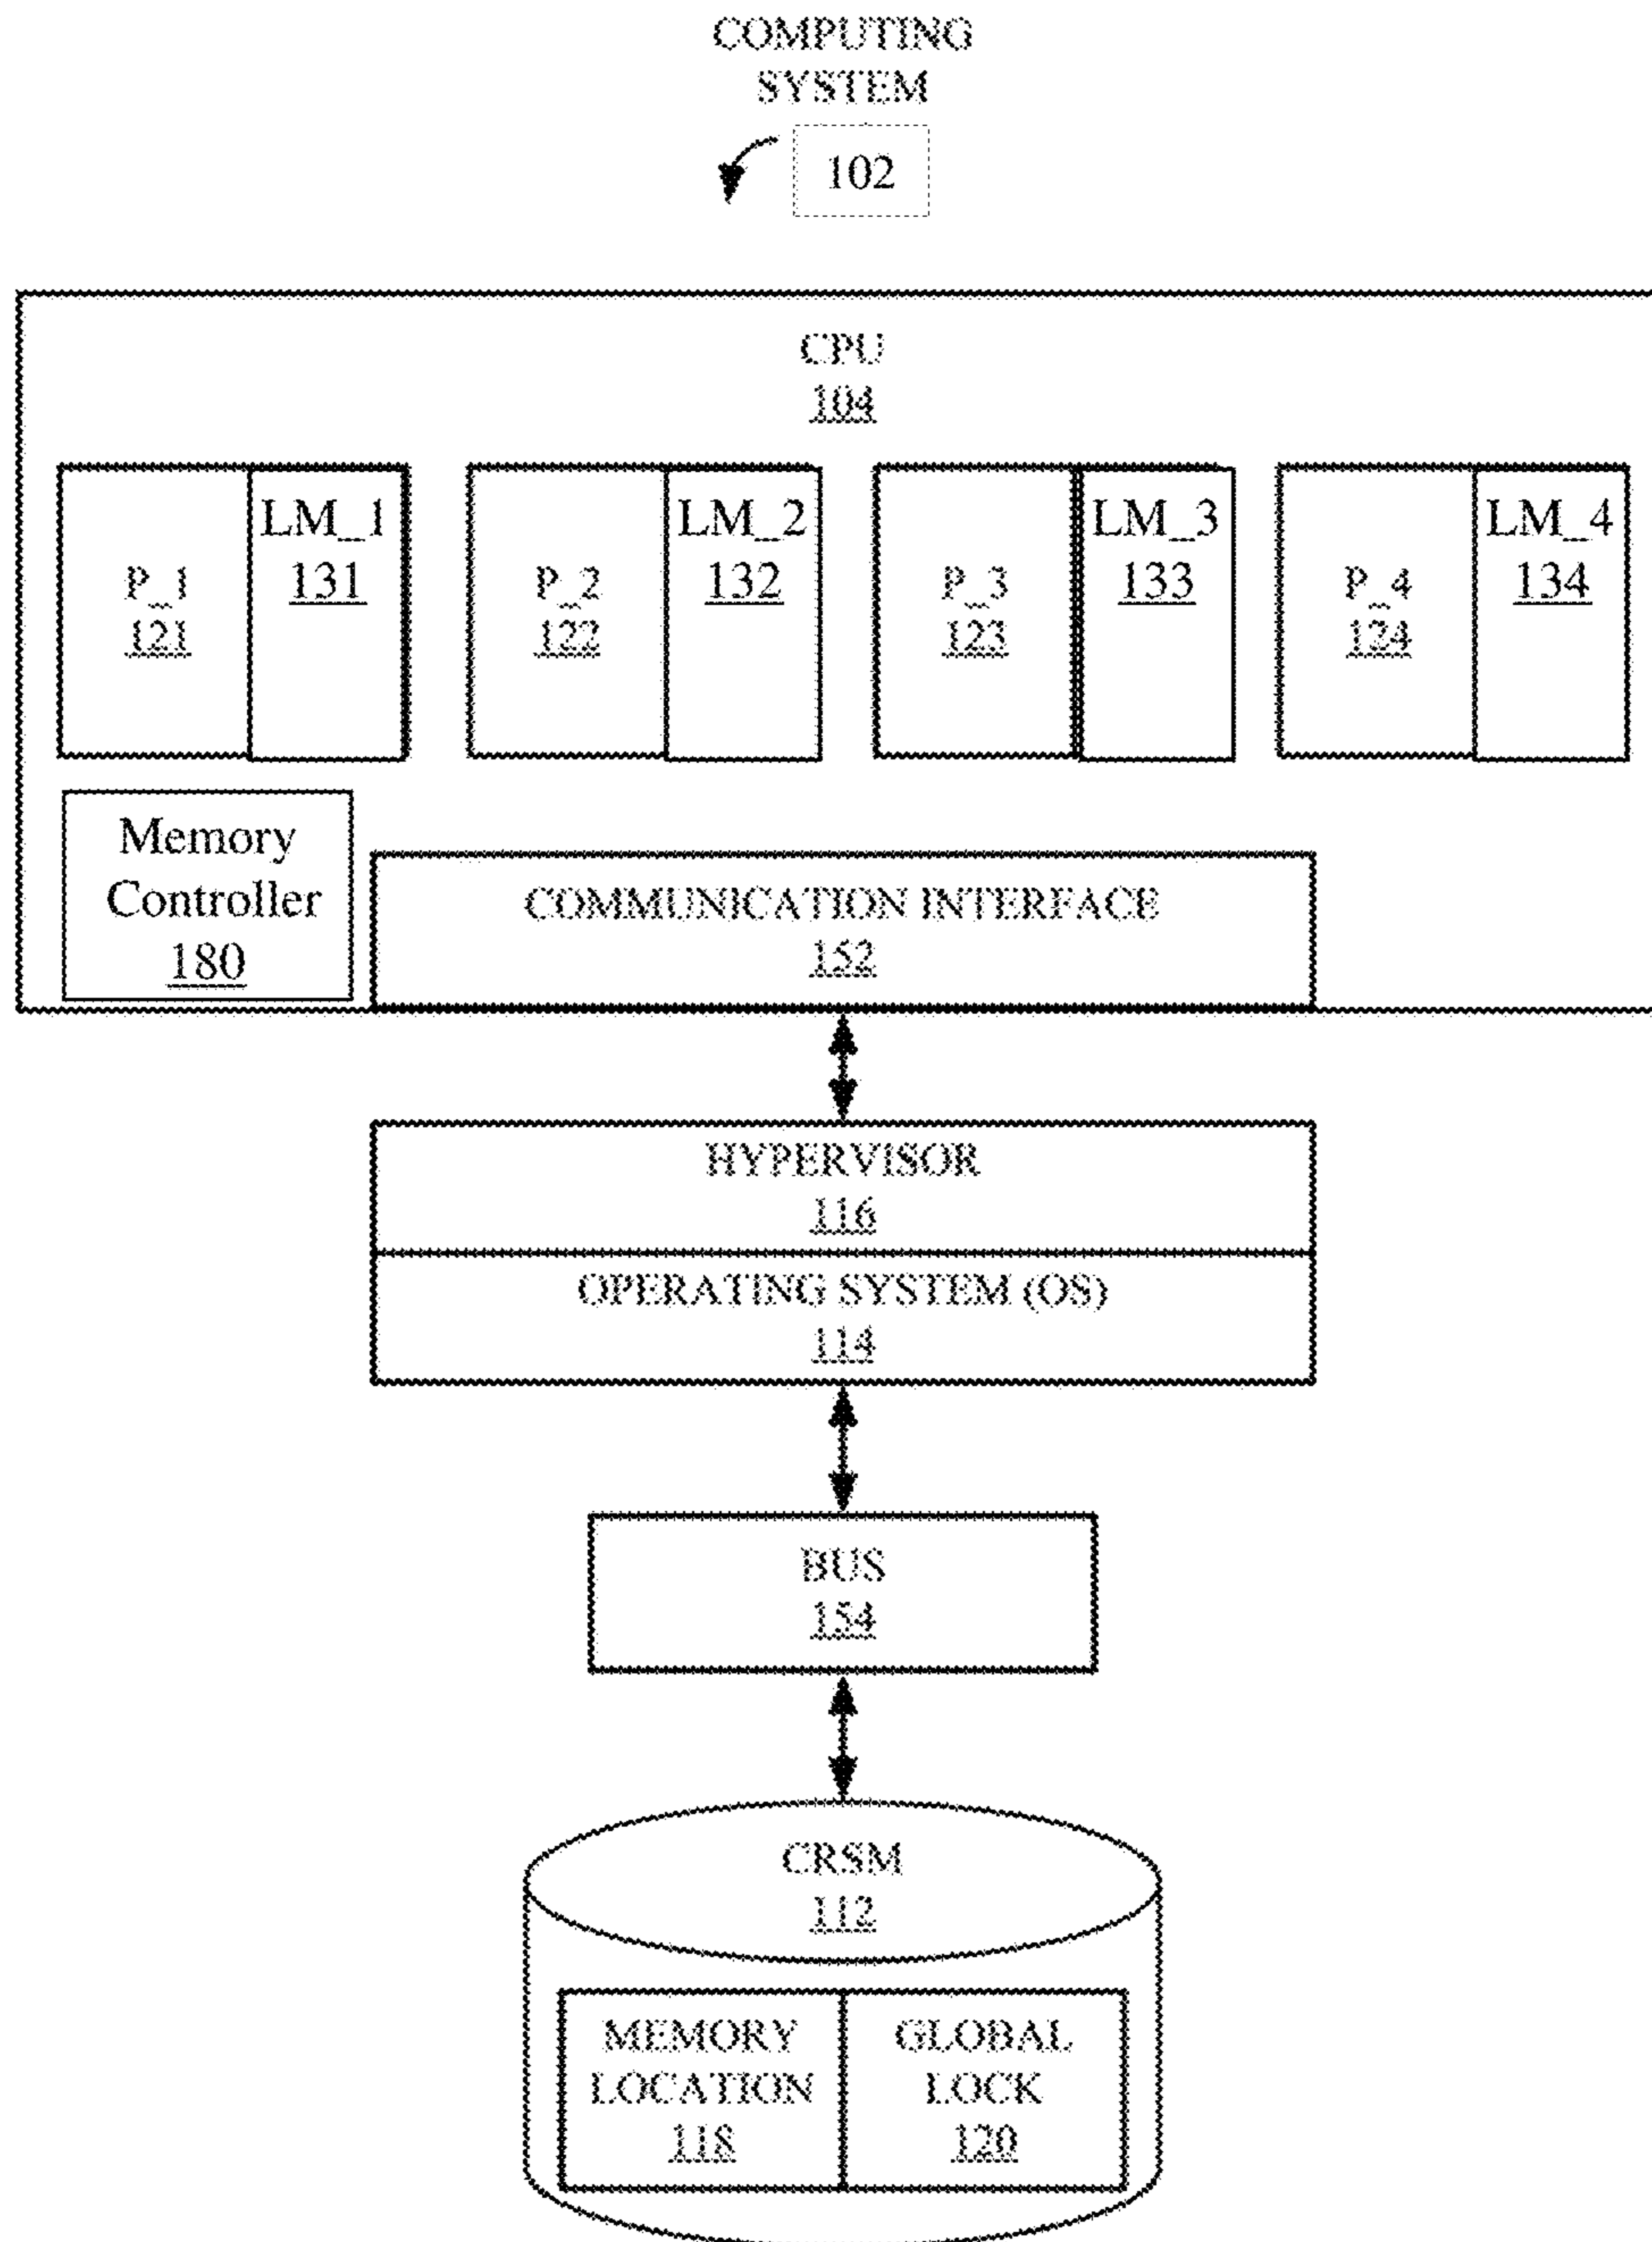 COMPUTING
SYSTEM
102
CPU
104
LM_1
131
P_1
121
LM_2
132
P_2
122
LM_3
133
P_3
123
LM_4
134
P_4
124
Memory
Controller
180
COMMUNICATION INTERFACE
152
HYPERVISOR
116
OPERATING SYSTEM (OS)
114
BUS
154
CRSM
112
MEMORY
LOCATION
118
GLOBAL
LOCK
120